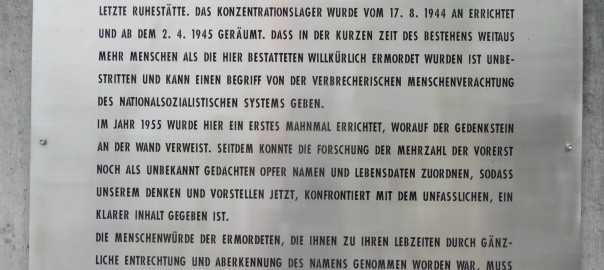 LETZTE RUHESTÄTTE. DAS KONZENTRATIONSLAGER WURDE VOM 17. 8. 1944 AN ERRICHTET
UND AB DEM 2. 4. 1945 GERÄUMT. DASS IN DER KURZEN ZEIT DES BESTEHENS WEITAUS
MEHR MENSCHEN ALS DIE HIER BESTATTETEN WILLKÜRLICH ERMORDET WURDEN IST UNBE-
STRITTEN UND KANN EINEN BEGRIFF VON DER VERBRECHERISCHEN MENSCHENVERACHTUNG
DES NATIONALSOZIALISTISCHEN SYSTEMS GEBEN.
IM JAHR 1955 WURDE HIER EIN ERSTES MAHNMAL ERRICHTET, WORAUF DER GEDENKSTEIN
AN DER WAND VERWEIST. SEITDEM KONNTE DIE FORSCHUNG DER MEHRZAHL DER VORERST
NOCH ALS UNBEKANNT GEDACHTEN OPFER NAMEN UND LEBENSDATEN ZUORDNEN, SODASS
UNSEREM DENKEN UND VORSTELLEN JETZT, KONFRONTIERT MIT DEM UNFASSLICHEN, EIN
KLARER INHALT GEGEBEN IST.
DIE MENSCHENWÜRDE DER ERMORDETEN, DIE IHNEN ZU IHREN LEBZEITEN DURCH GÄNZ-
LICHE ENTRECHTUNG UND ABERKENNUNG DES NAMENS GENOMMEN WORDEN WAR, MUSS